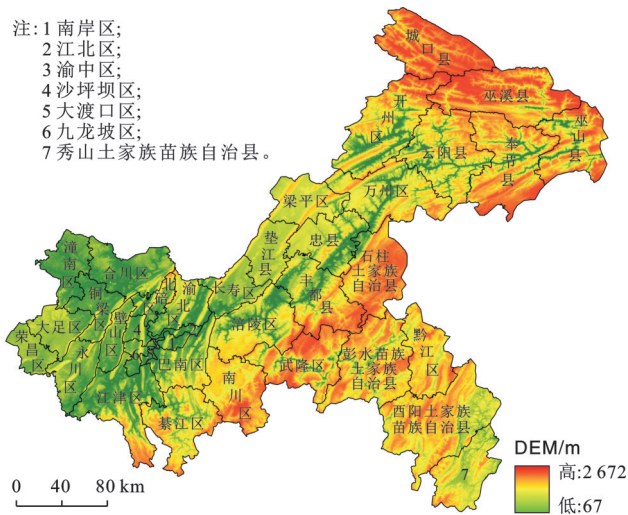 注:1 南岸区;
2 江北区;
3 渝中区;
4 沙坪坝区;
5 大渡口区;
6 九龙坡区;
7 秀山土家族苗族自治县。
城口县
巫溪县
开州区
云阳县
奉节县
巫山县
万州区
梁平区
忠县
垫江县
石柱
土家族
自治县
丰都县
潼南区
合川区
铜梁区
北碚区
渝北区
长寿区
涪陵区
大足区
璧山区
4
荣昌区
永川区
巴南区
江津区
綦江区
南川区
武隆区
彭水苗族
土家族
自治县
黔江区
酉阳土家族
苗族自治县
7
DEM/m
高:2 672
低:67
0 40 80 km